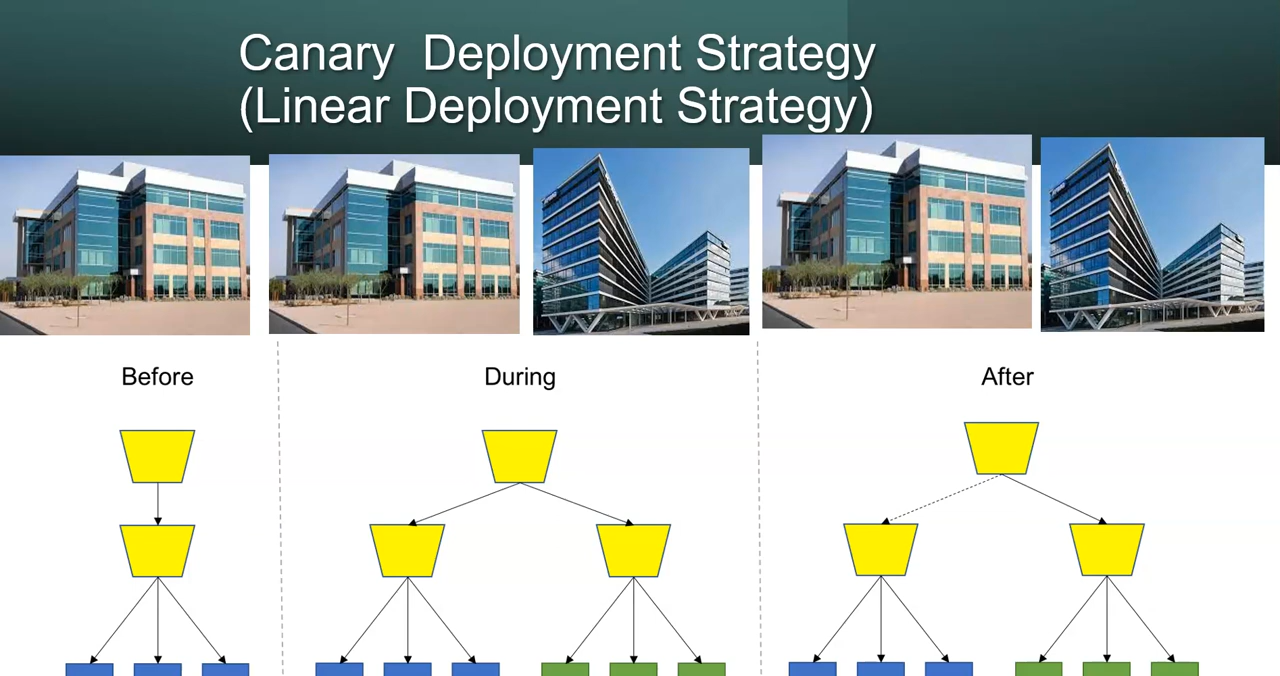 Canary  Deployment Strategy
(Linear Deployment Strategy)
Before
During
After